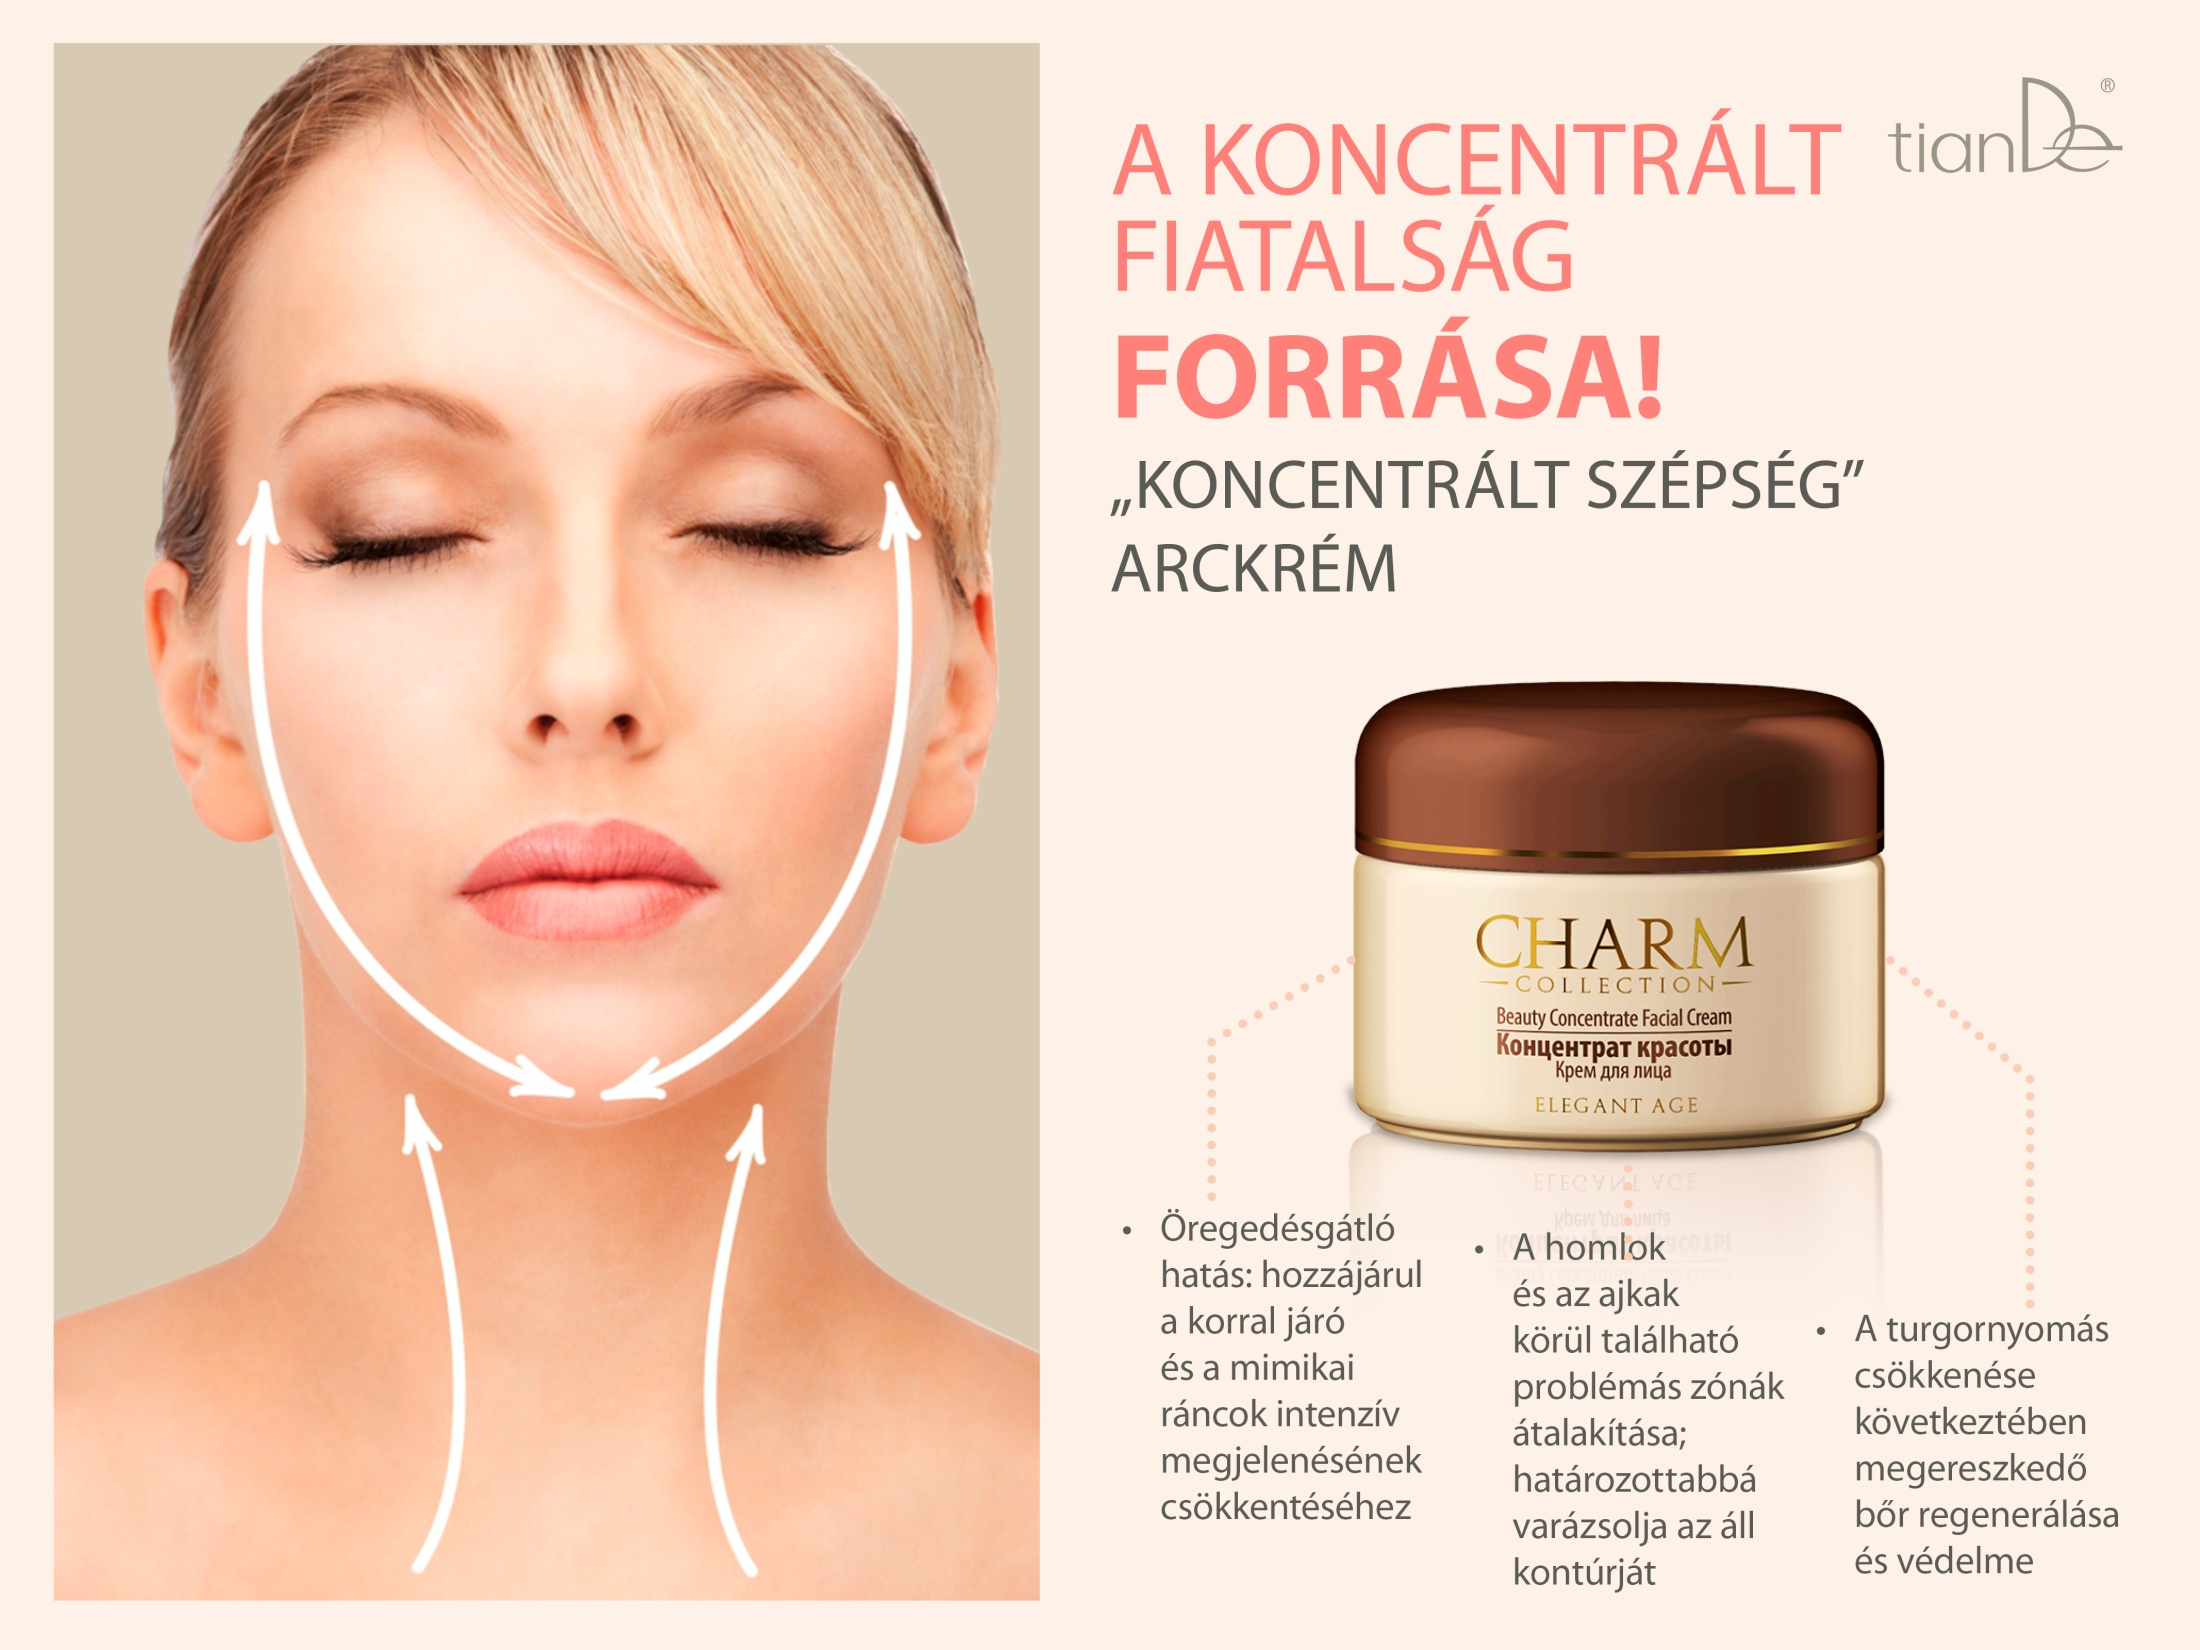 A KONCENTRÁLT
FIATALSÁG
FORRÁSA!
tianDe®
„KONCENTRÁLT SZÉPSÉG”
ARCKRÉM
CHARM
COLLECTION
Beauty Concentrate Facial Cream
Концентрат красоты
Крем для лица
ELEGANT AGE
• Öregedésgátló
hatás: hozzájárul
a korral járó
és a mimikai
ráncok intenzív
megjelenésének
csökkentéséhez
• A homlok
és az ajkak
körül található
problémás zónák
átalakítása;
határozottabbá
varázsolja az áll
kontúrját
• A turgornyomás
csökkenése
következtében
megereszkedő
bőr regenerálása
és védelme